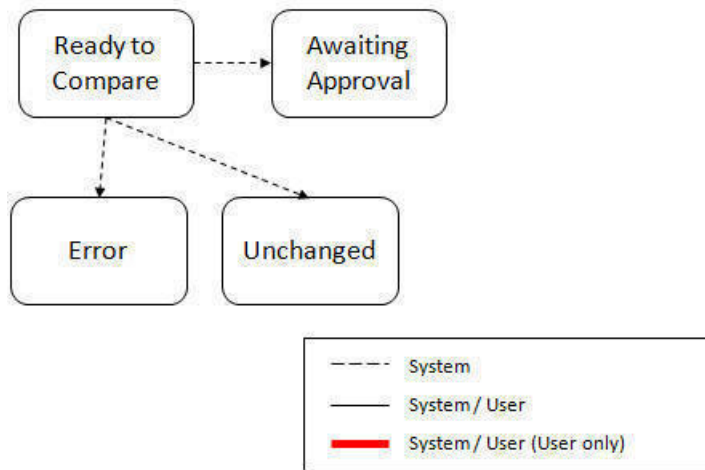 Ready to
Compare
Awaiting
Approval
Error
Unchanged
System
System / User
System / User (User only)